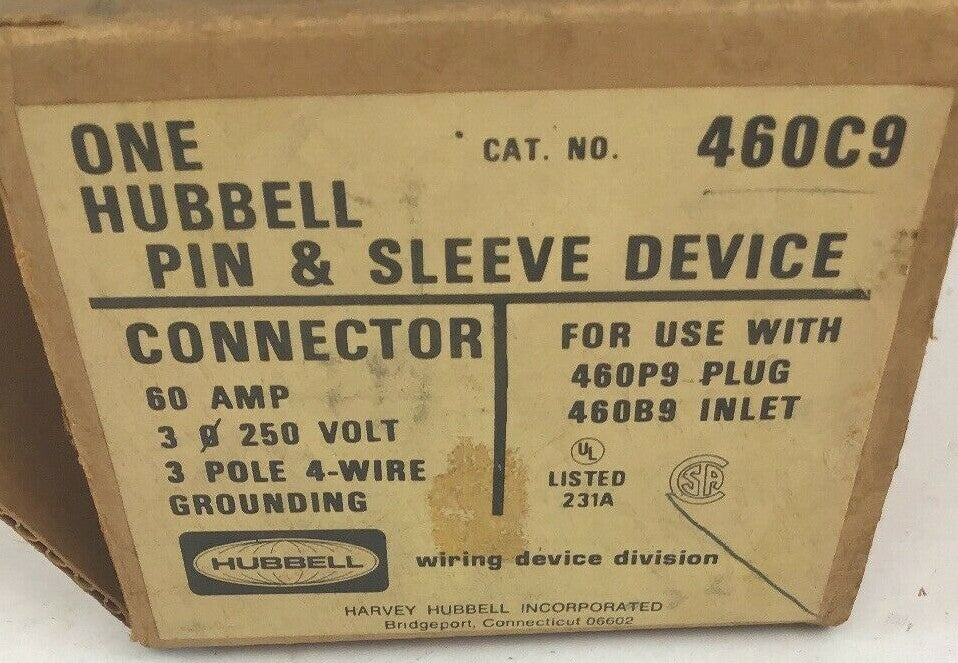 ONE
HUBBELL
CAT. NO. 460C9
PIN & SLEEVE DEVICE
CONNECTOR
60 AMP
3 Ø 250 VOLT
3 POLE 4-WIRE
GROUNDING
FOR USE WITH
460P9 PLUG
460B9 INLET
UL
LISTED
231A
CSA
HUBBELL
wiring device division
HARVEY HUBBELL INCORPORATED
Bridgeport, Connecticut 06602